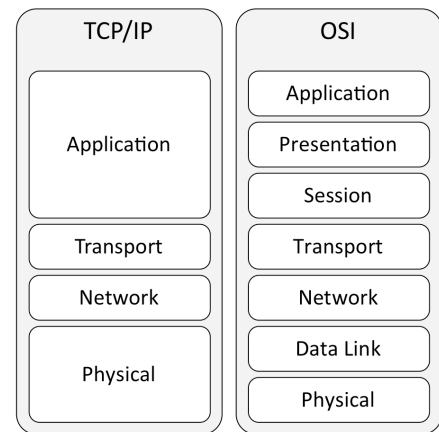 TCP/IP
Application
Transport
Network
Physical
OSI
Application
Presentation
Session
Transport
Network
Data Link
Physical